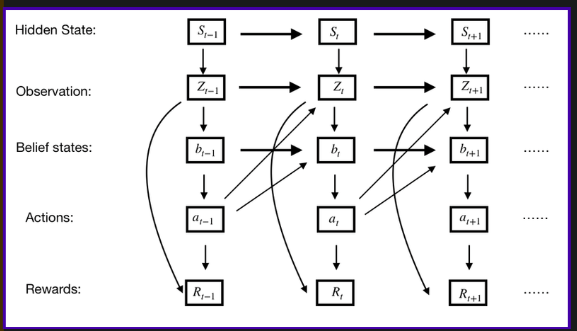 Hidden State: S_{t-1} S_t S_{t+1} ......
Observation: Z_{t-1} Z_t Z_{t+1} ......
Belief states: b_{t-1} b_t b_{t+1} ......
Actions: a_{t-1} a_t a_{t+1} ......
Rewards: R_{t-1} R_t R_{t+1} ......